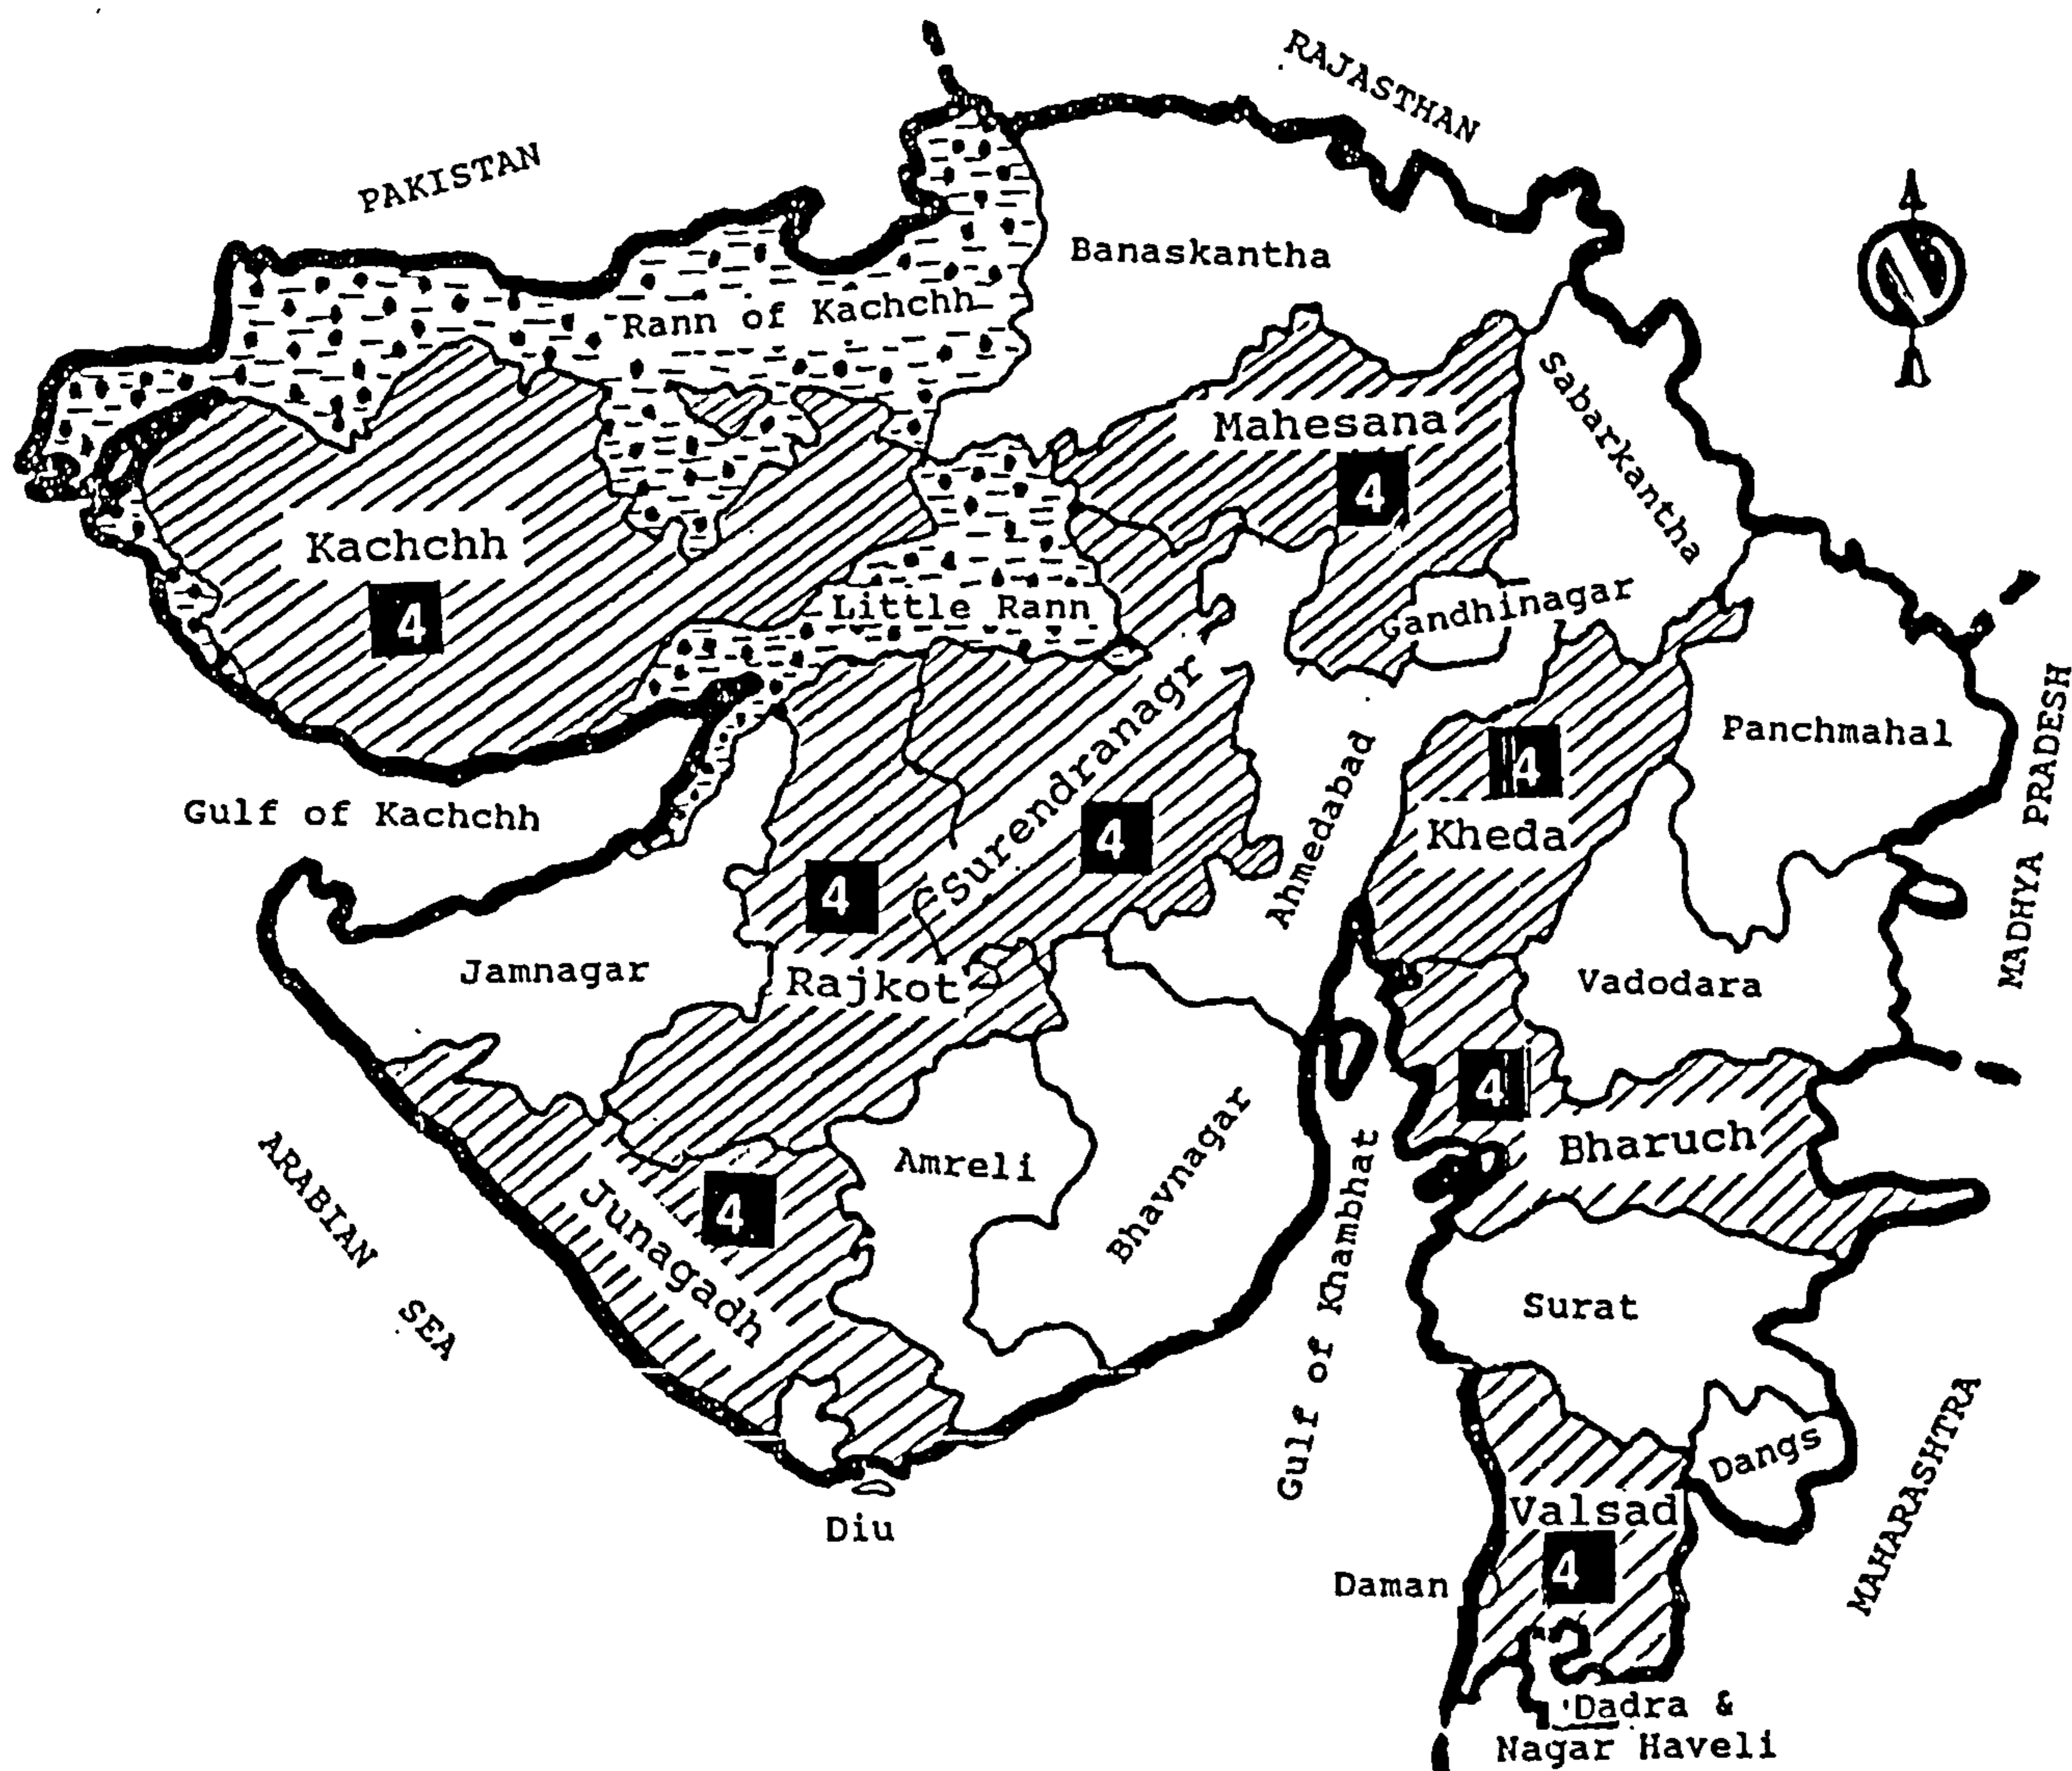 RAJASTHAN
PAKISTAN
Banaskantha
Rann of Kachchh
Sabarkantha
Mahesana
4
Kachchh
4
Little Rann
Gandhinagar
Panchmahal
MADHYA PRADESH
4
Kheda
Gulf of Kachchh
Surendranagr
4
Ahmedabad
4
Jamnagar
Rajkot
Vadodara
4
Bharuch
Amreli
Bhavnagar
ARABIAN
SEA
4
Junagadh
Gulf of Khambhat
Surat
Dangs
MAHARASHTRA
Valsad
4
Diu
Daman
Dadra &
Nagar Haveli